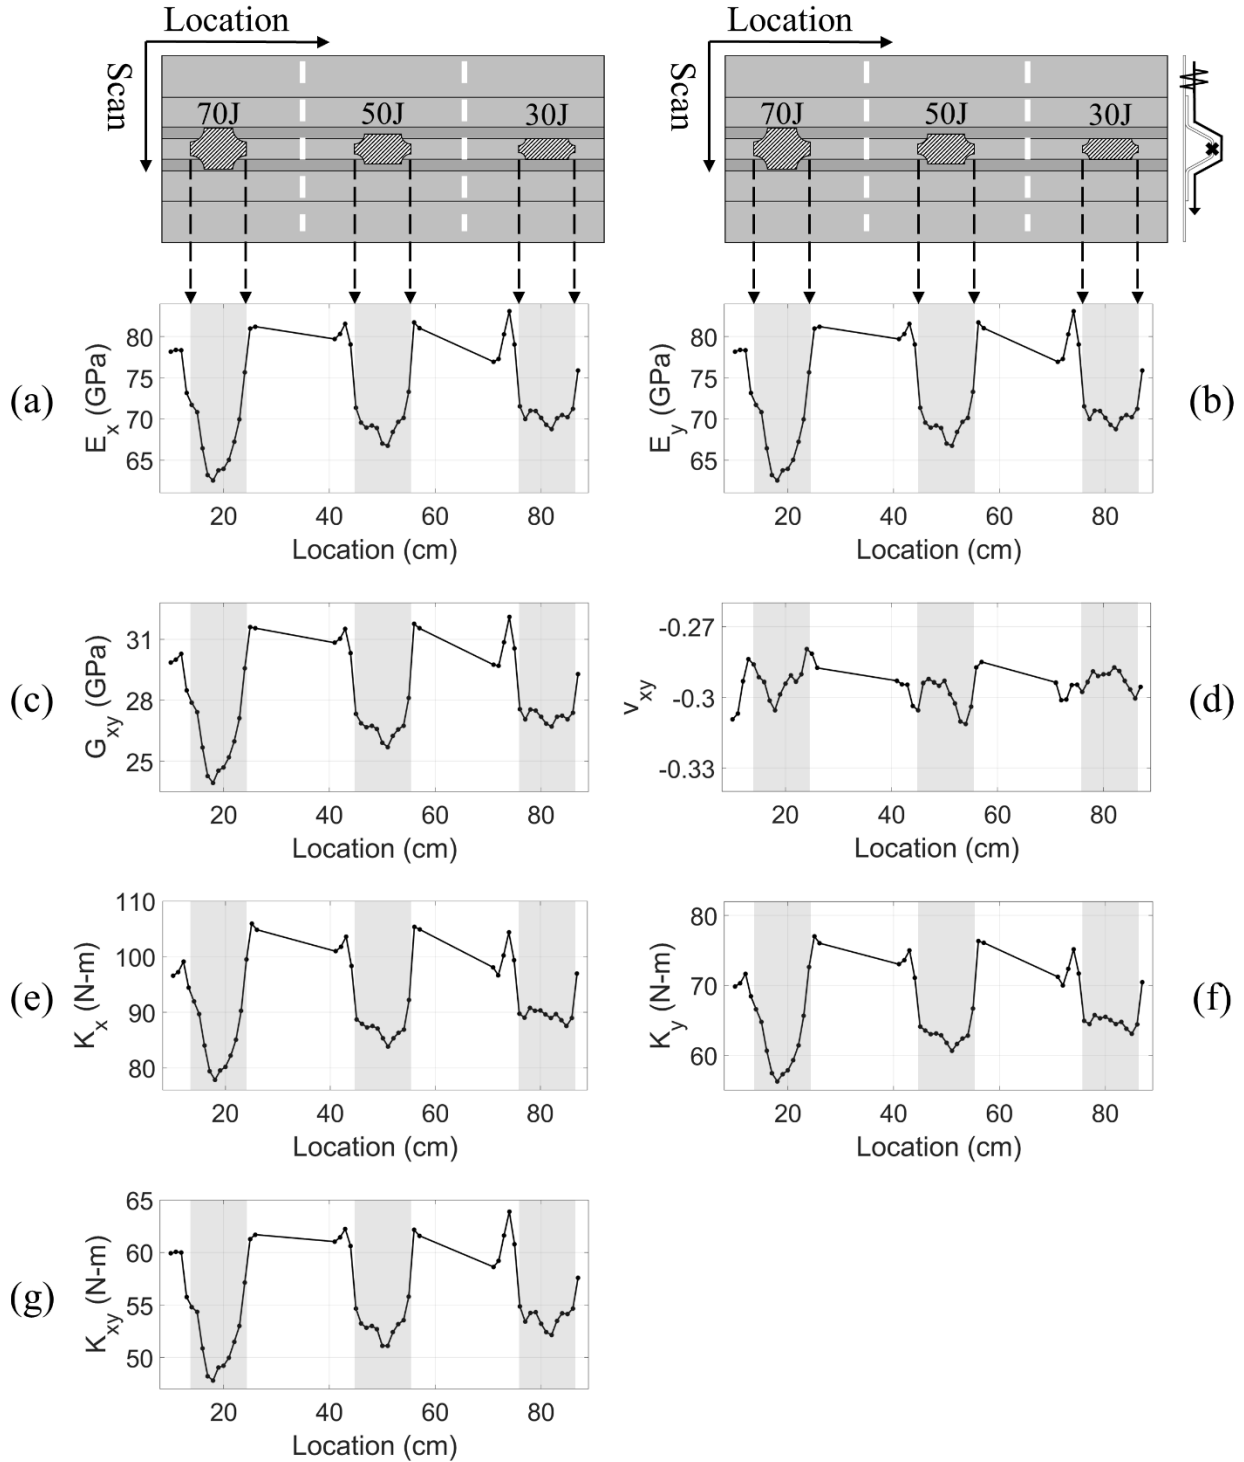 Location
Location
Scan
70J 50J 30J
Scan
70J 50J 30J
(a)
E_x (GPa)
80
75
70
65
20 40 60 80
Location (cm)
E_y (GPa)
80
75
70
65
20 40 60 80
Location (cm)
(b)
(c)
G_xy (GPa)
31
28
25
20 40 60 80
Location (cm)
v_xy
-0.27
-0.3
-0.33
20 40 60 80
Location (cm)
(d)
(e)
K_x (N-m)
110
100
90
80
20 40 60 80
Location (cm)
K_y (N-m)
80
70
60
20 40 60 80
Location (cm)
(f)
(g)
K_xy (N-m)
65
60
55
50
20 40 60 80
Location (cm)